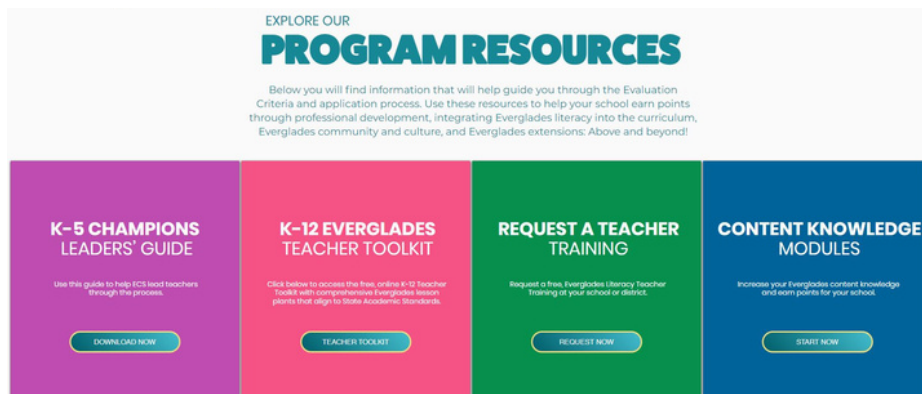 EXPLORE OUR
PROGRAM RESOURCES
Below you will find information that will help guide you through the Evaluation
Criteria and application process. Use these resources to help your school earn points
through professional development, integrating Everglades literacy into the curriculum,
Everglades community and culture, and Everglades extensions: Above and beyond!
K-5 CHAMPIONS
LEADERS' GUIDE
Use this guide to help ECS lead teachers
through the process.
DOWNLOAD NOW
K-12 EVERGLADES
TEACHER TOOLKIT
Click below to access the free, online K-12 Teacher
Toolkit with comprehensive Everglades lesson
plants that align to State Academic Standards.
TEACHER TOOLKIT
REQUEST A TEACHER
TRAINING
Request a free, Everglades Literacy Teacher
Training at your school or district.
REQUEST NOW
CONTENT KNOWLEDGE
MODULES
Increase your Everglades content knowledge
and earn points for your school.
START NOW